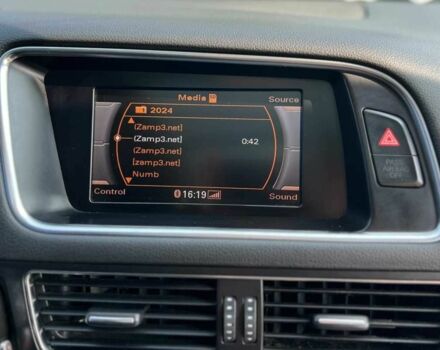 Media
Source
2024
(Zamp3.net)
(Zamp3.net) 0:42
(Zamp3.net)
[zamp3.net]
Numb
Control
16:19
Sound
PASS
AIR BAG
OFF